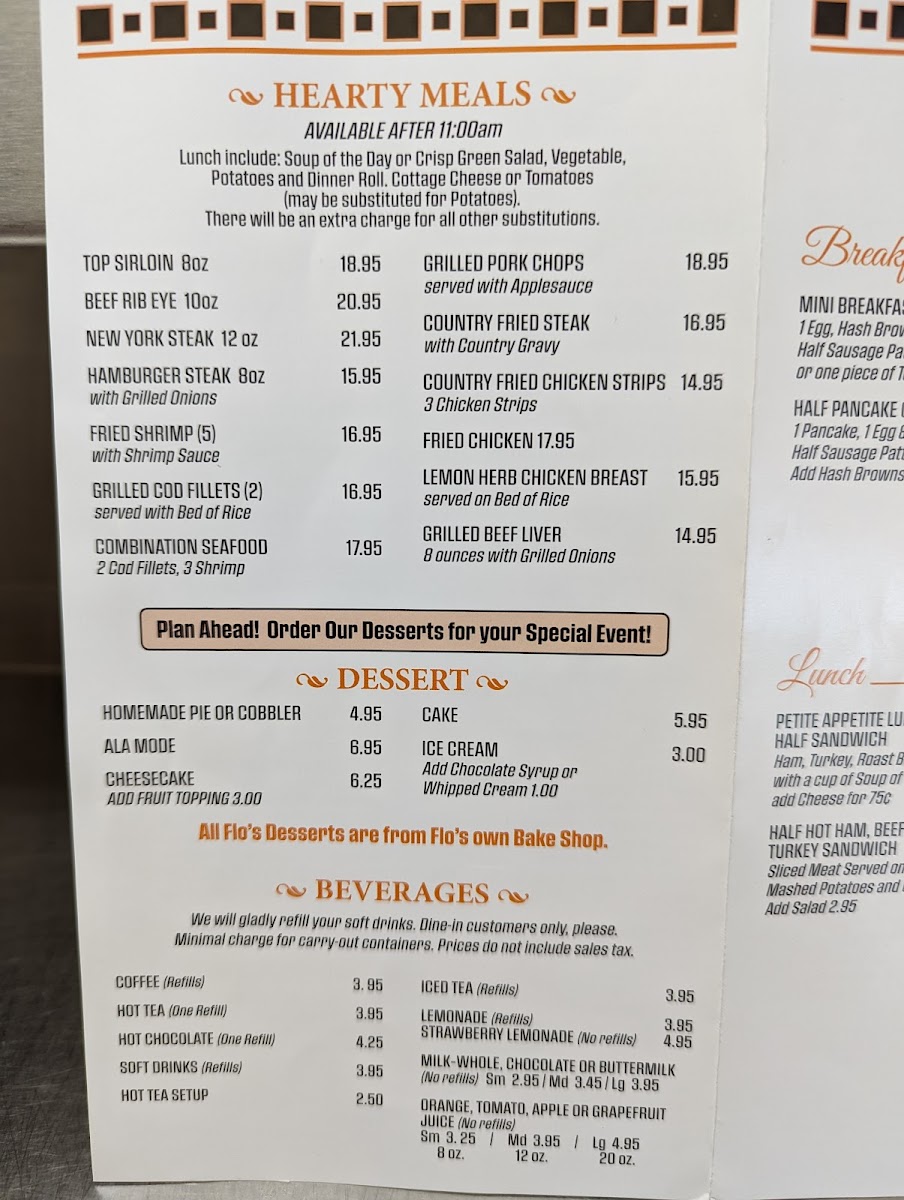 HEARTY MEALS
AVAILABLE AFTER 11:00am
Lunch include: Soup of the Day or Crisp Green Salad, Vegetable,
Potatoes and Dinner Roll. Cottage Cheese or Tomatoes
(may be substituted for Potatoes).
There will be an extra charge for all other substitutions.
TOP SIRLOIN 8oz 18.95
BEEF RIB EYE 10oz 20.95
NEW YORK STEAK 12 oz 21.95
HAMBURGER STEAK 8oz 15.95
with Grilled Onions
FRIED SHRIMP (5) 16.95
with Shrimp Sauce
GRILLED COD FILLETS (2) 16.95
served with Bed of Rice
COMBINATION SEAFOOD 17.95
2 Cod Fillets, 3 Shrimp
GRILLED PORK CHOPS 18.95
served with Applesauce
COUNTRY FRIED STEAK 16.95
with Country Gravy
COUNTRY FRIED CHICKEN STRIPS 14.95
3 Chicken Strips
FRIED CHICKEN 17.95
LEMON HERB CHICKEN BREAST 15.95
served on Bed of Rice
GRILLED BEEF LIVER 14.95
8 ounces with Grilled Onions
Plan Ahead! Order Our Desserts for your Special Event!
DESSERT
HOMEMADE PIE OR COBBLER 4.95
ALA MODE 6.95
CHEESECAKE 6.25
ADD FRUIT TOPPING 3.00
CAKE 5.95
ICE CREAM 3.00
Add Chocolate Syrup or
Whipped Cream 1.00
All Flo's Desserts are from Flo's own Bake Shop.
BEVERAGES
We will gladly refill your soft drinks. Dine-in customers only, please.
Minimal charge for carry-out containers. Prices do not include sales tax.
COFFEE (Refills) 3.95
HOT TEA (One Refill) 3.95
HOT CHOCOLATE (One Refill) 4.25
SOFT DRINKS (Refills) 3.95
HOT TEA SETUP 2.50
ICED TEA (Refills) 3.95
LEMONADE (Refills) 3.95
STRAWBERRY LEMONADE (No refills) 4.95
MILK-WHOLE, CHOCOLATE OR BUTTERMILK
(No refills) Sm 2.95 / Md 3.45 / Lg 3.95
ORANGE, TOMATO, APPLE OR GRAPEFRUIT
JUICE (No refills)
Sm 3.25 / Md 3.95 / Lg 4.95
8 oz. 12 oz. 20 oz.
MINI
1 Egg, Hash
Half Sausage
or one piece of
HALF PANCAKE
1 Pancake, 1 Egg
Half Sausage
Add Hash Browns
Lunch
PETITE APPETITE
HALF SANDWICH
Ham, Turkey, Roast
with a cup of Soup of
add Cheese for 75¢
HALF HOT HAM, BEEF
TURKEY SANDWICH
Sliced Meat Served on
Mashed Potatoes and
Add Salad 2.95